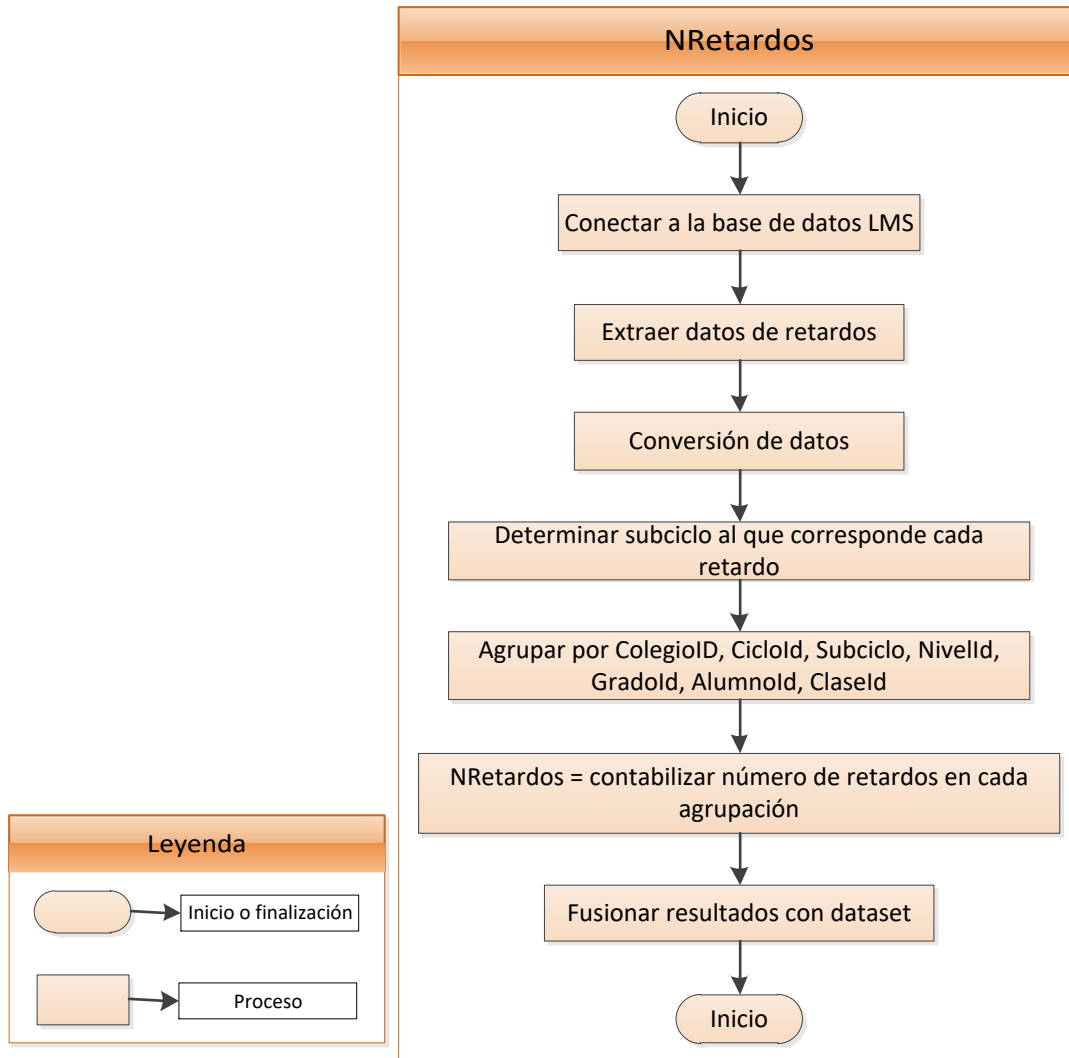 NRetardos
Inicio
Conectar a la base de datos LMS
Extraer datos de retardos
Conversión de datos
Determinar subciclo al que corresponde cada
retardo
Agrupar por ColegioID, CicloId, Subciclo, NivelId,
GradoId, AlumnoId, ClaseId
NRetardos = contabilizar número de retardos en cada
agrupación
Fusionar resultados con dataset
Inicio
Leyenda
Inicio o finalización
Proceso